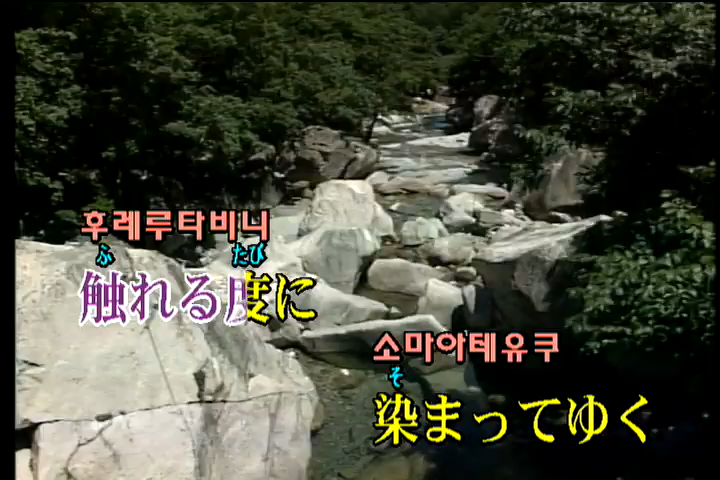 후레루타비니
ふ たび
触れる度に
소마아테유쿠
そ
染まってゆく